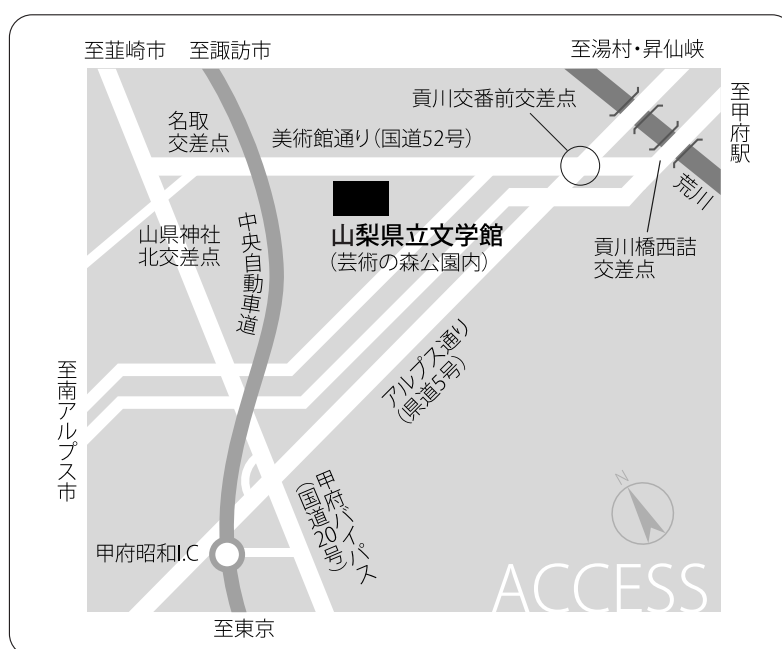 至韮崎市
至諏訪市
至湯村・昇仙峡
至甲府駅
貢川交番前交差点
名取
交差点
美術館通り(国道52号)
荒川
山梨県立文学館
(芸術の森公園内)
山県神社
北交差点
中央自動車道
貢川橋西詰
交差点
アルプス通り
(県道5号)
至南アルプス市
甲府バイパス
(国道20号)
N
甲府昭和I.C
ACCESS
至東京